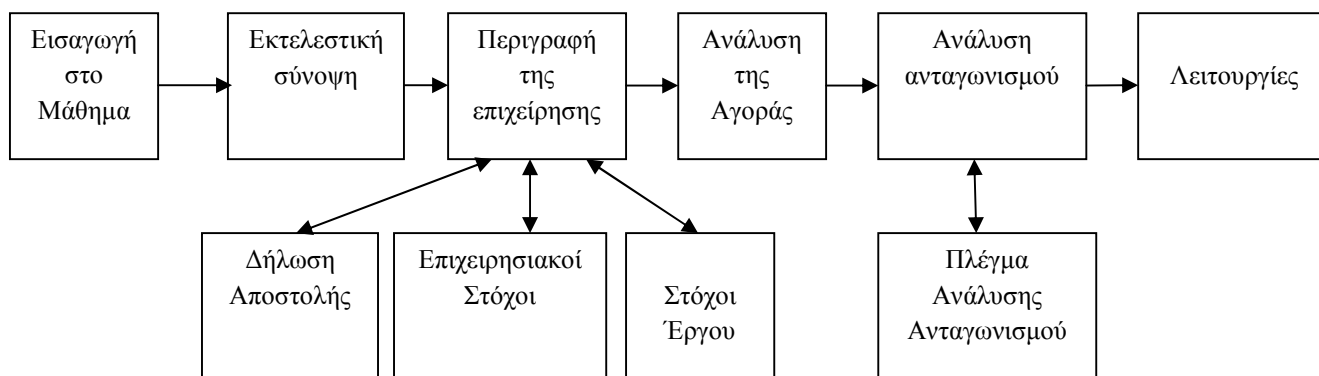 Εισαγωγή
στο
Μάθημα
Εκτελεστική
σύνοψη
Περιγραφή
της
επιχείρησης
Ανάλυση
της
Αγοράς
Ανάλυση
ανταγωνισμού
Λειτουργίες
Δήλωση
Αποστολής
Επιχειρησιακοί
Στόχοι
Στόχοι
Έργου
Πλέγμα
Ανάλυσης
Ανταγωνισμού